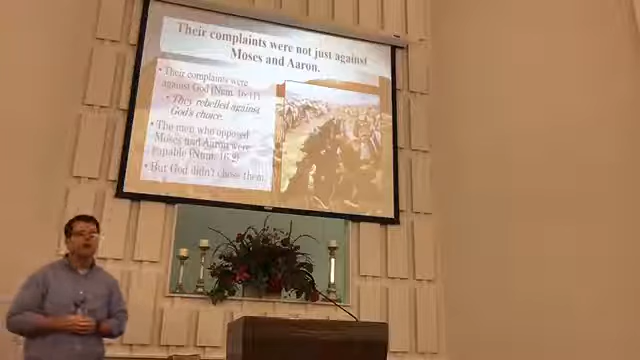 Their complaints were not just against
Moses and Aaron.
• Their complaints were
against God (Num. 16:11)
• They rebelled against
God's choice.
• The men who opposed
Moses and Aaron were
capable (Num. 16:2)
• But God didn't chose them.